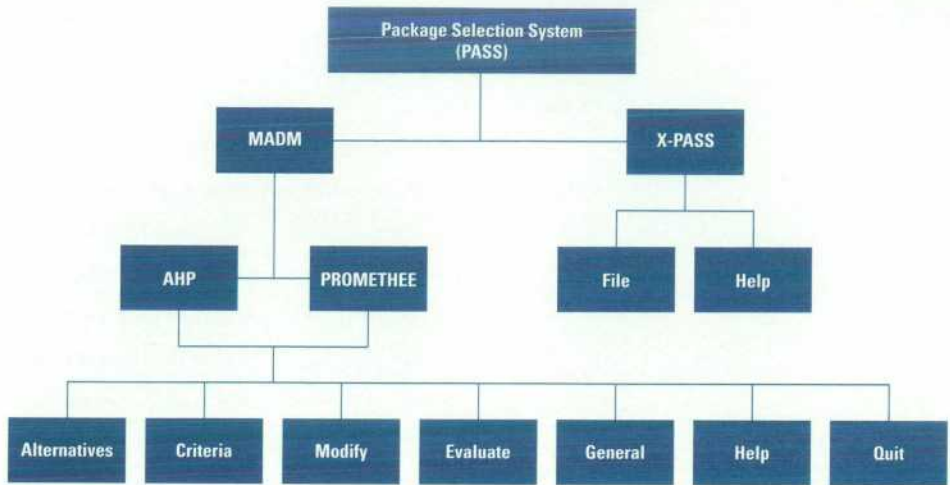 Package Selection System
(PASS)
MADM
X-PASS
AHP
PROMETHEE
File
Help
Alternatives
Criteria
Modify
Evaluate
General
Help
Quit